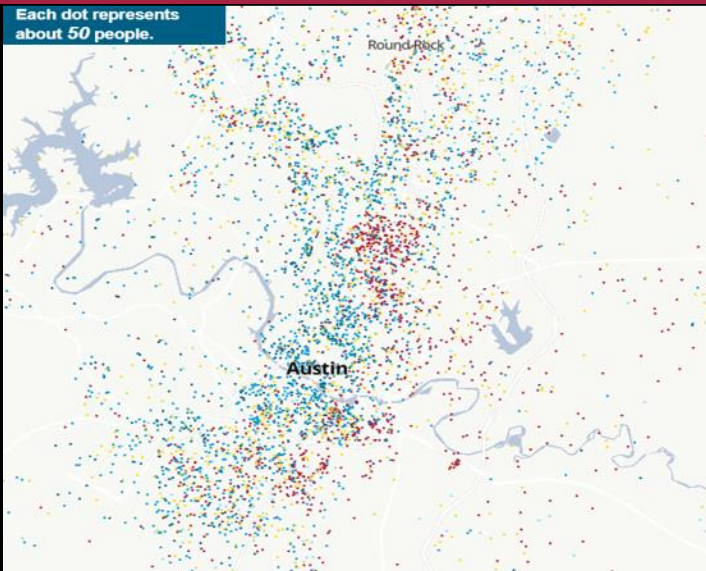 Each dot represents
about 50 people.
Round Rock
Austin